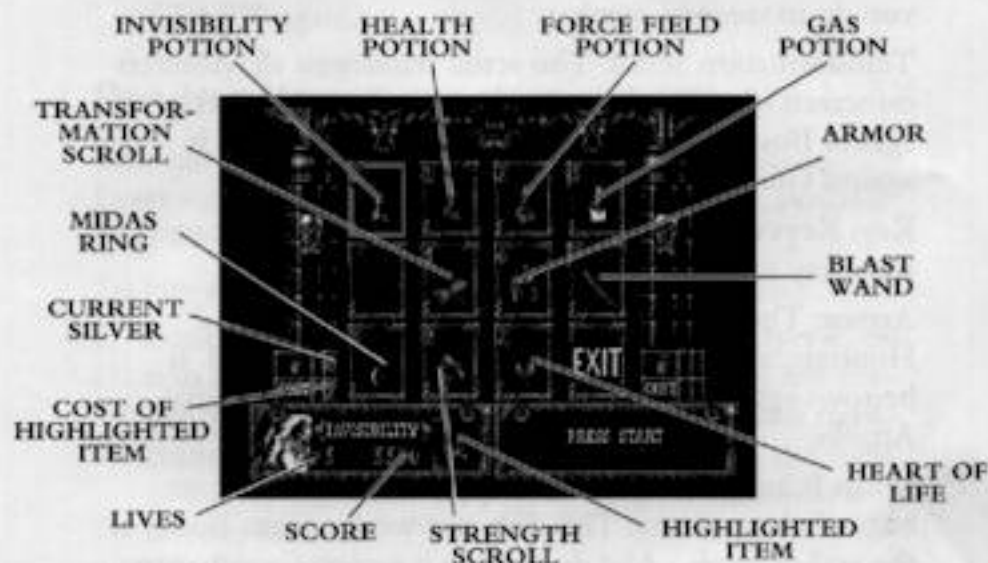 INVISIBILITY
POTION
HEALTH
POTION
FORCE FIELD
POTION
GAS
POTION
TRANSFOR-
MATION
SCROLL
ARMOR
MIDAS
RING
BLAST
WAND
CURRENT
SILVER
EXIT
COST OF
HIGHLIGHTED
ITEM
INVISIBILITY
PRESS START
HEART OF
LIFE
LIVES
SCORE
STRENGTH
SCROLL
HIGHLIGHTED
ITEM